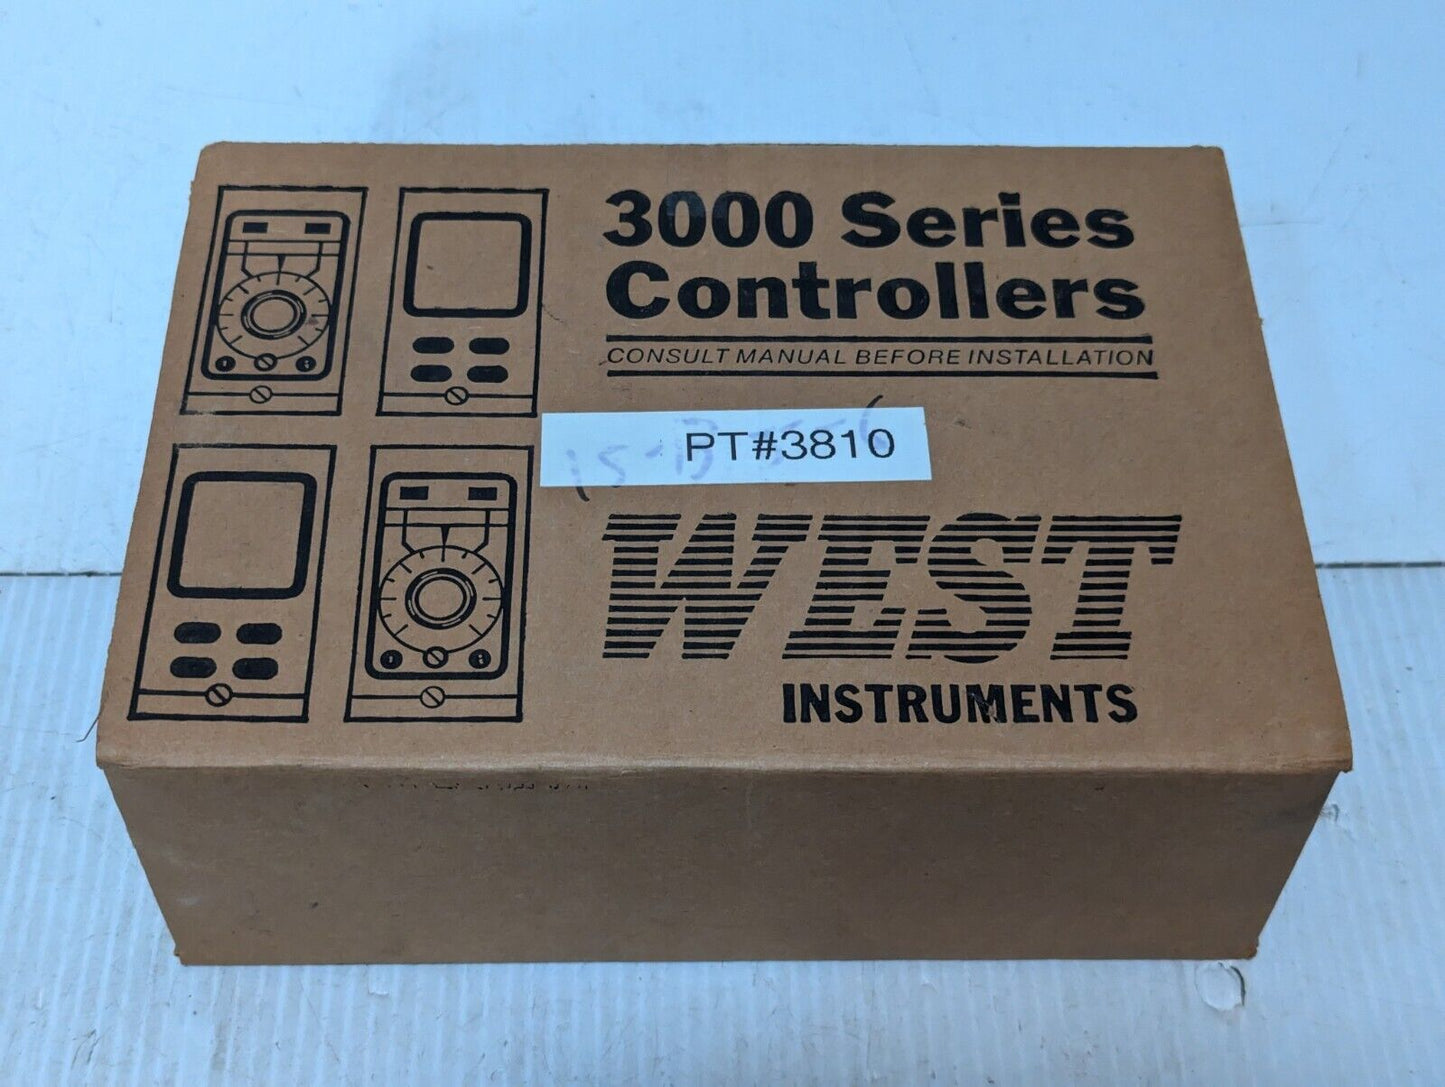 3000 Series
Controllers
CONSULT MANUAL BEFORE INSTALLATION
PT#3810
WEST
INSTRUMENTS